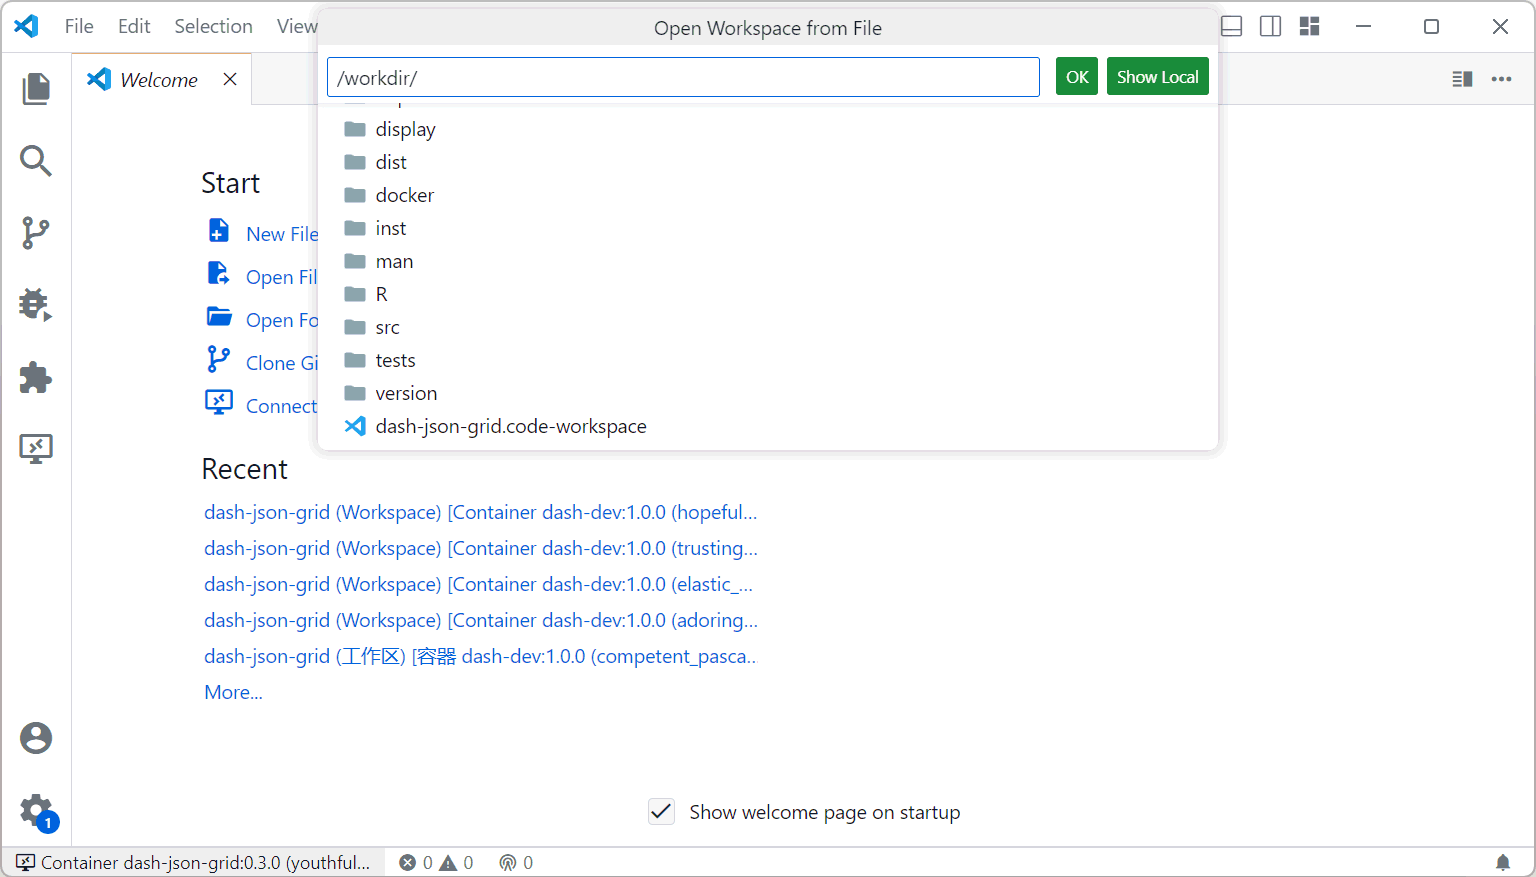 File Edit Selection View
Open Workspace from File
Welcome
/workdir/
OK
Show Local
display
dist
docker
inst
man
R
src
tests
version
dash-json-grid.code-workspace
Start
New File
Open Fil
Open Fo
Clone Gi
Connect
Recent
dash-json-grid (Workspace) [Container dash-dev:1.0.0 (hopeful...
dash-json-grid (Workspace) [Container dash-dev:1.0.0 (trusting...
dash-json-grid (Workspace) [Container dash-dev:1.0.0 (elastic_...
dash-json-grid (Workspace) [Container dash-dev:1.0.0 (adoring...
dash-json-grid (工作区) [容器 dash-dev:1.0.0 (competent_pasca...
More...
Show welcome page on startup
1
Container dash-json-grid:0.3.0 (youthful... 0 0 0